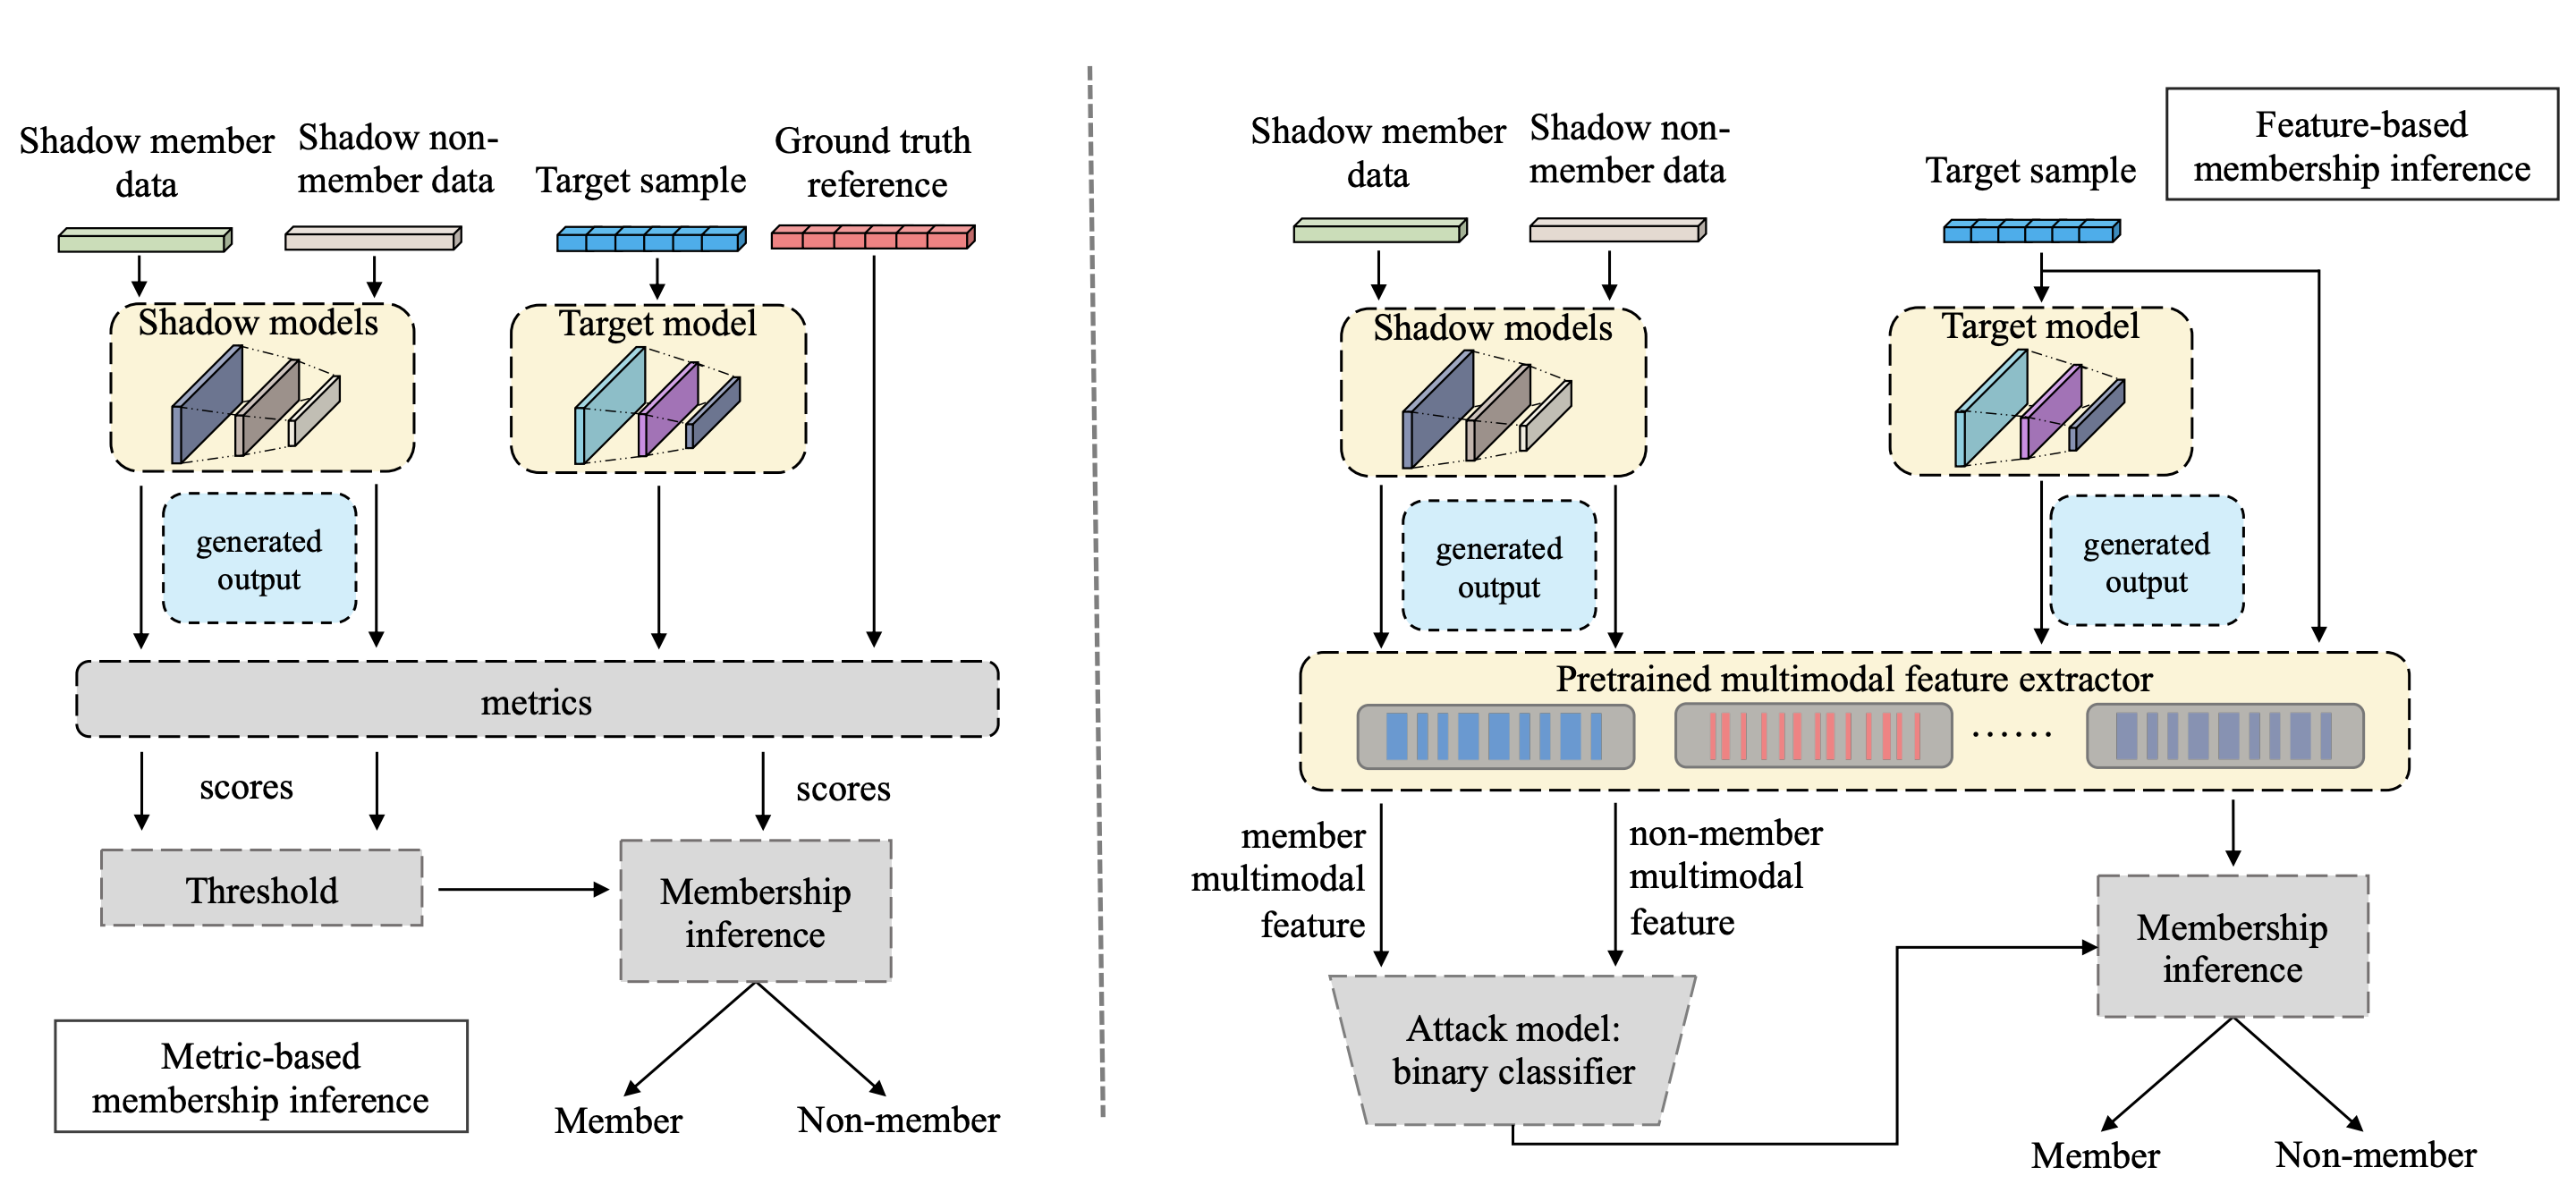 Shadow member
data
Shadow non-
member data
Target sample
Ground truth
reference
Shadow models
Target model
generated
output
metrics
scores
scores
Threshold
Membership
inference
Metric-based
membership inference
Member
Non-member
Shadow member
data
Shadow non-
member data
Target sample
Feature-based
membership inference
Shadow models
Target model
generated
output
generated
output
Pretrained multimodal feature extractor
......
member
multimodal
feature
non-member
multimodal
feature
Attack model:
binary classifier
Membership
inference
Member
Non-member